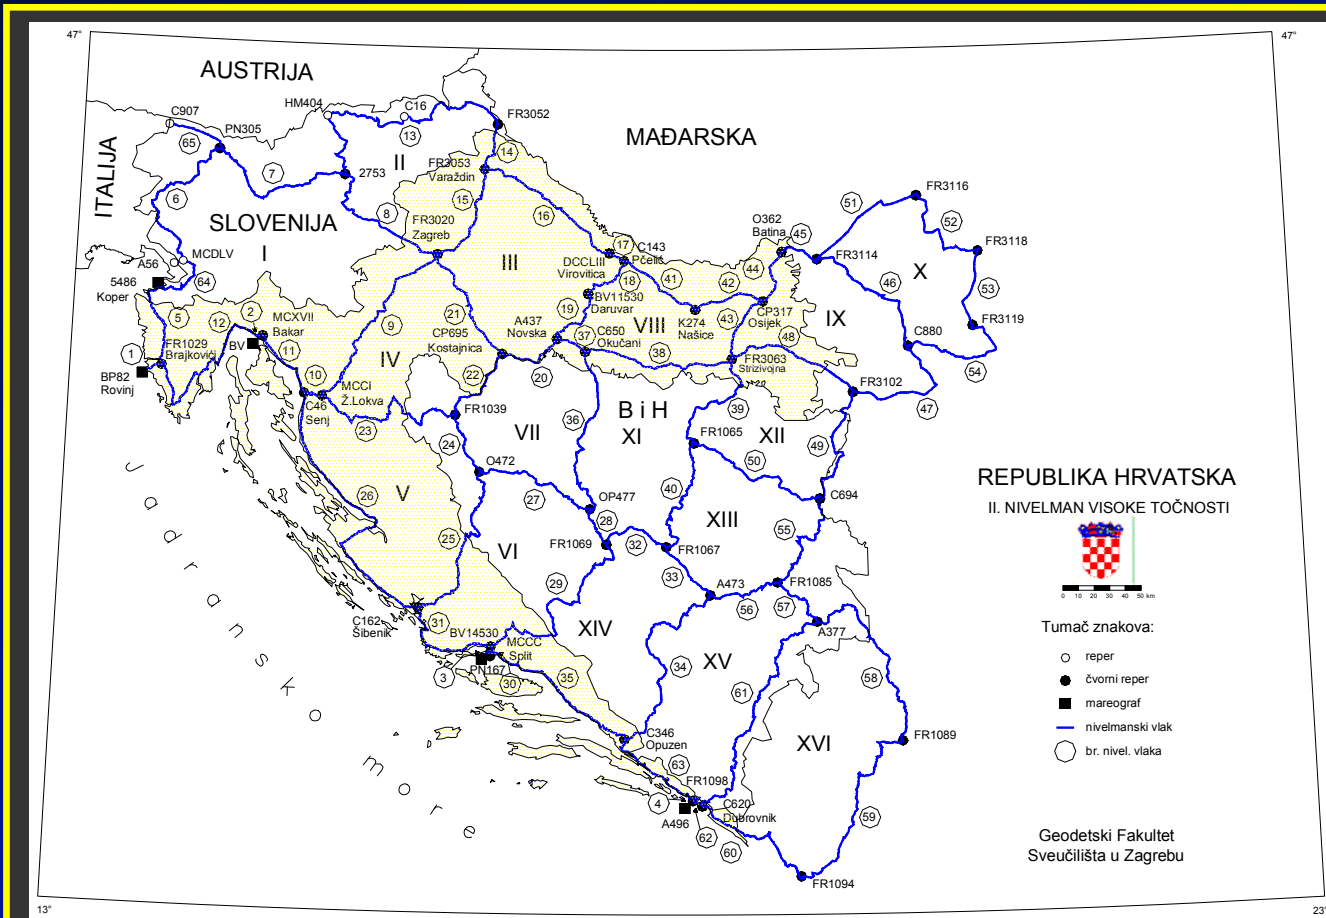 47°
47°
AUSTRIJA
HM404
C16
C907
PN305
13
FR3052
MAĐARSKA
65
ITALIJA
7
II
14
FR3053
Varaždin
2753
6
15
8
16
SLOVENIJA
I
FR3020
Zagreb
51
FR3116
52
O362
Batina
45
FR3118
FR3114
X
MCDLV
A56
64
5486
Koper
III
17
C143
Pčelić
DCCLIII
Virovitica
18
41
44
42
46
53
BV11530
Daruvar
19
21
9
5
12
2
MCXVII
Bakar
BV
11
CP695
Kostajnica
A437
Novska
37
C650
Okučani
VIII
K274
Našice
43
CP317
Osijek
IX
48
FR3119
C880
1
FR1029
Brajkovići
BP82
Rovinj
IV
22
20
38
FR3063
Strizivojna
54
10
MCCI
Ž.Lokva
C46
Senj
23
FR1039
VII
36
B i H
XI
39
FR3102
47
24
FR1065
XII
49
50
O472
V
26
27
OP477
40
C694
REPUBLIKA HRVATSKA
II. NIVELMAN VISOKE TOČNOSTI
28
XIII
25
VI
FR1069
32
FR1067
55
29
33
A473
FR1085
56
57
0 10 20 30 40 50 km
C162
Šibenik
31
BV14530
MCCC
Split
XIV
A377
Tumač znakova:
reper
čvorni reper
mareograf
nivelmanski vlak
br. nivel. vlaka
3
PN167
30
35
34
XV
61
58
C346
Opuzen
XVI
FR1089
63
FR1098
4
A496
C620
Dubrovnik
62
60
59
FR1094
Jadransko more
Geodetski Fakultet
Sveučilišta u Zagrebu
13°
23°